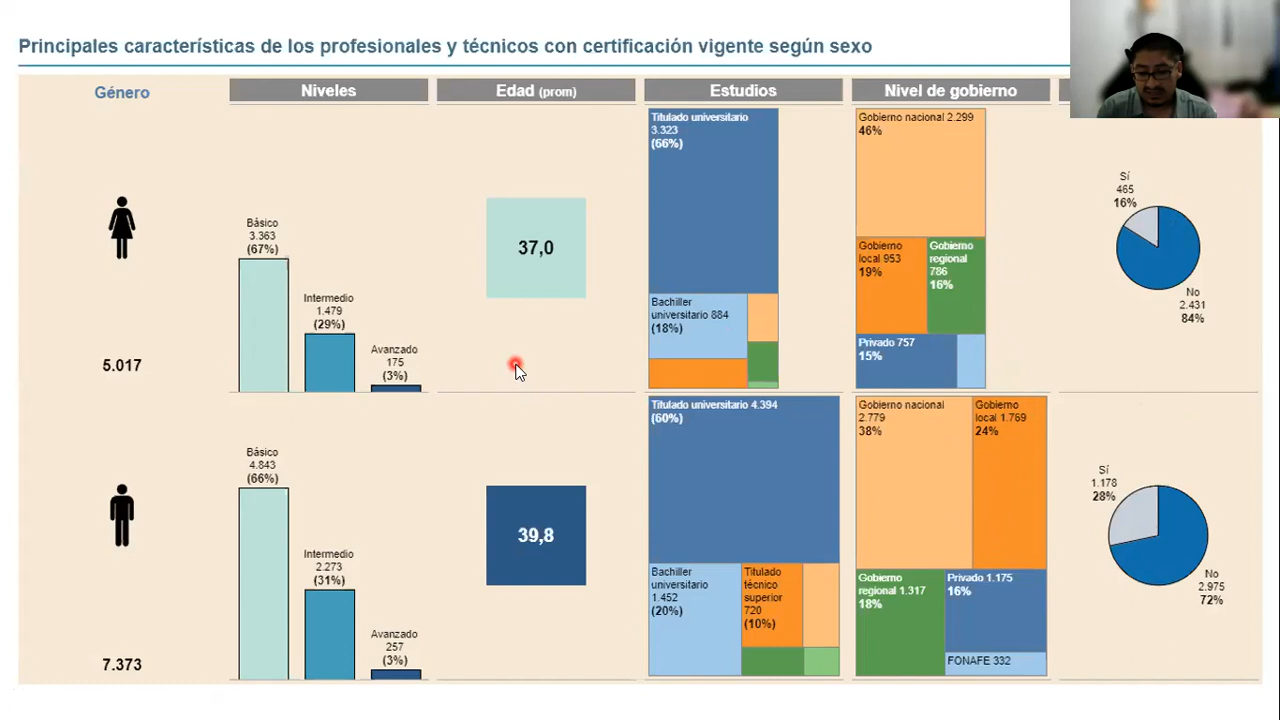 Principales características de los profesionales y técnicos con certificación vigente según sexo
Género
Niveles
Edad (prom)
Estudios
Nivel de gobierno
5.017
Básico
3.363
(67%)
Intermedio
1.479
(29%)
Avanzado
175
(3%)
37,0
Titulado universitario
3.323
(66%)
Bachiller
universitario 884
(18%)
Gobierno nacional 2.299
46%
Gobierno
local 953
19%
Gobierno
regional
786
16%
Privado 757
15%
Sí
465
16%
No
2.431
84%
7.373
Básico
4.843
(66%)
Intermedio
2.273
(31%)
Avanzado
257
(3%)
39,8
Titulado universitario 4.394
(60%)
Bachiller
universitario
1.452
(20%)
Titulado
técnico
superior
720
(10%)
Gobierno nacional
2.779
38%
Gobierno
local 1.769
24%
Gobierno
regional 1.317
18%
Privado 1.175
16%
FONAFE 332
Sí
1.178
28%
No
2.975
72%